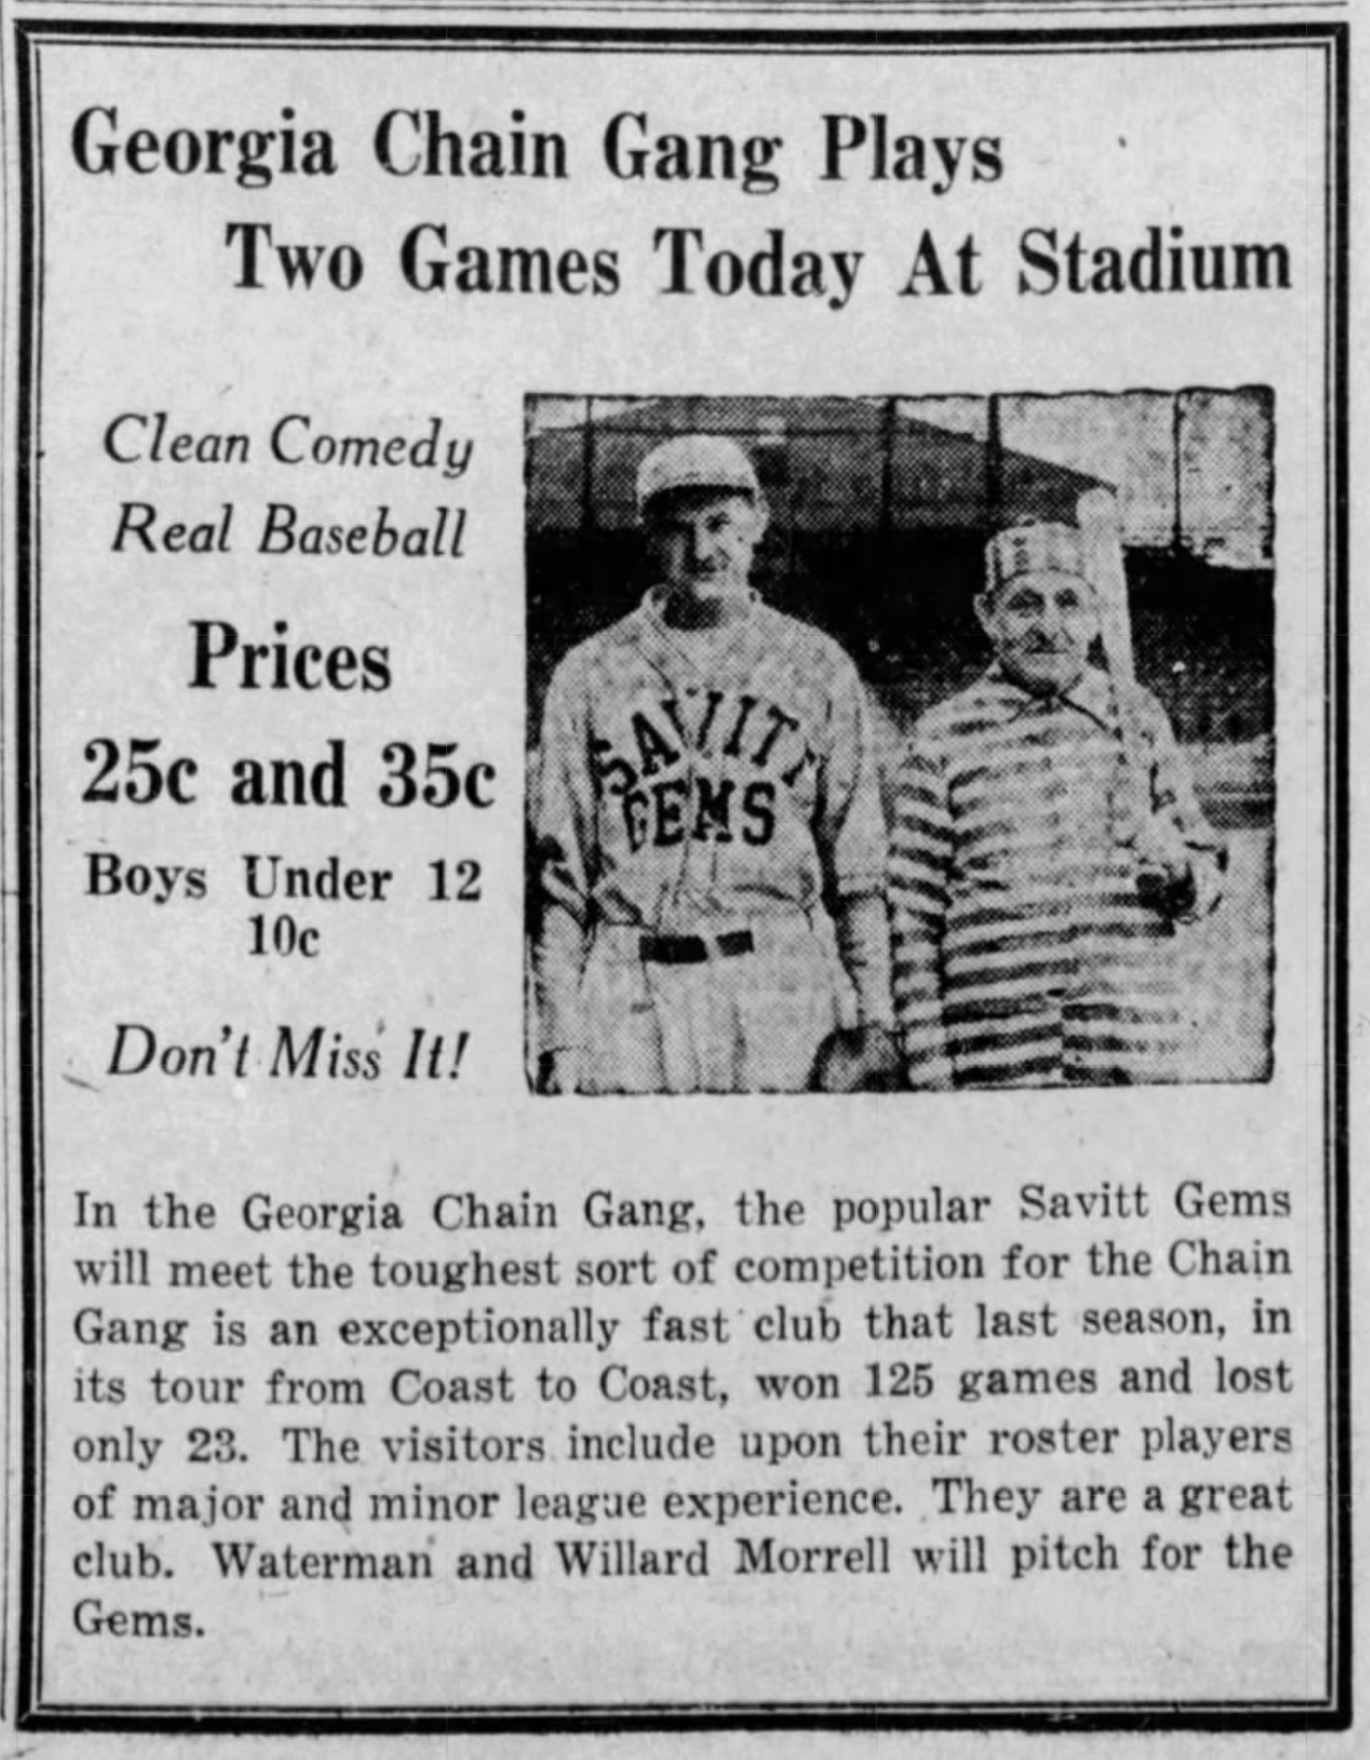 Georgia Chain Gang Plays
Two Games Today At Stadium
Clean Comedy
Real Baseball
Prices
25c and 35c
Boys Under 12
10c
Don't Miss It!
SAVITT
GEMS
In the Georgia Chain Gang, the popular Savitt Gems
will meet the toughest sort of competition for the Chain
Gang is an exceptionally fast club that last season, in
its tour from Coast to Coast, won 125 games and lost
only 23. The visitors include upon their roster players
of major and minor league experience. They are a great
club. Waterman and Willard Morrell will pitch for the
Gems.